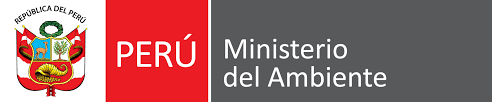 REPÚBLICA DEL PERÚ
PERÚ
Ministerio
del Ambiente